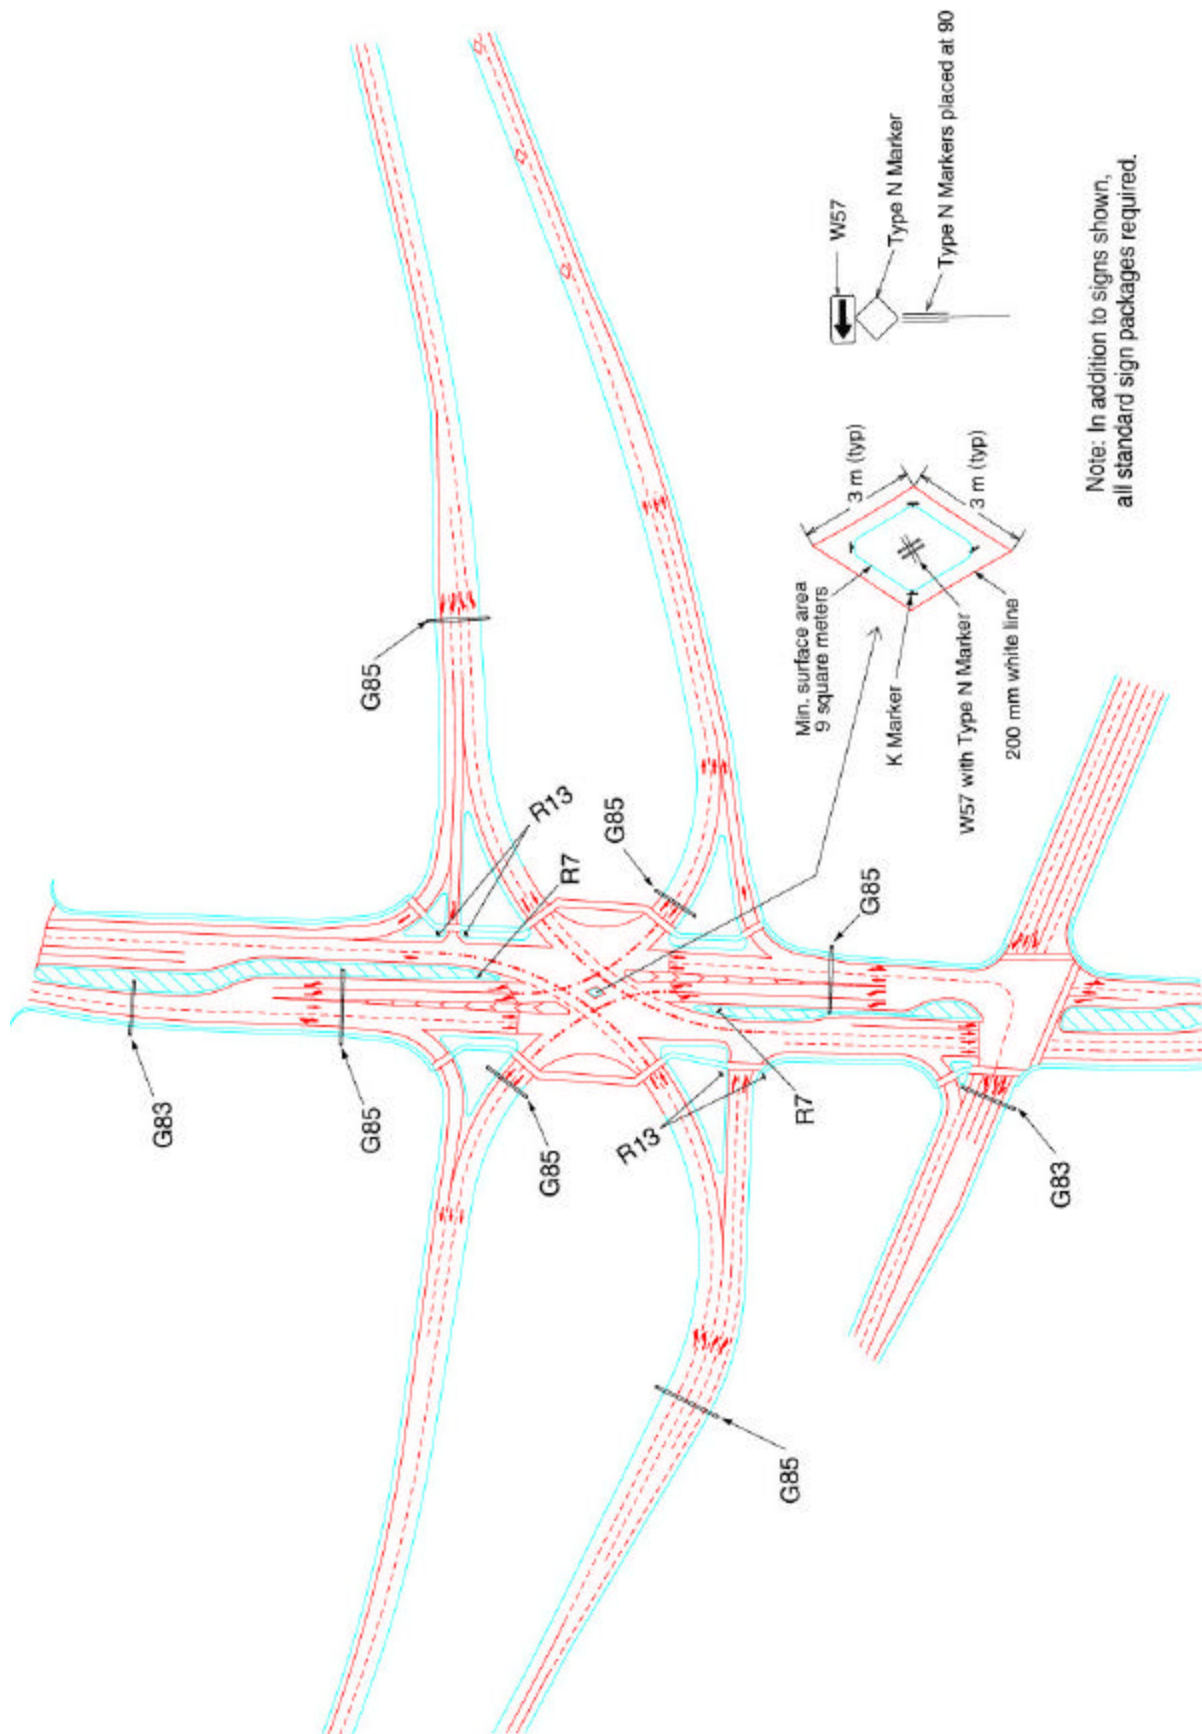 G83
G85
G85
G85
R13
R7
G85
R13
G85
R7
Min. surface area
9 square meters
W57
3 m (typ)
G85
K Marker
Type N Marker
Type N Markers placed at 90
W57 with Type N Marker
3 m (typ)
200 mm white line
G83
Note: In addition to signs shown,
all standard sign packages required.